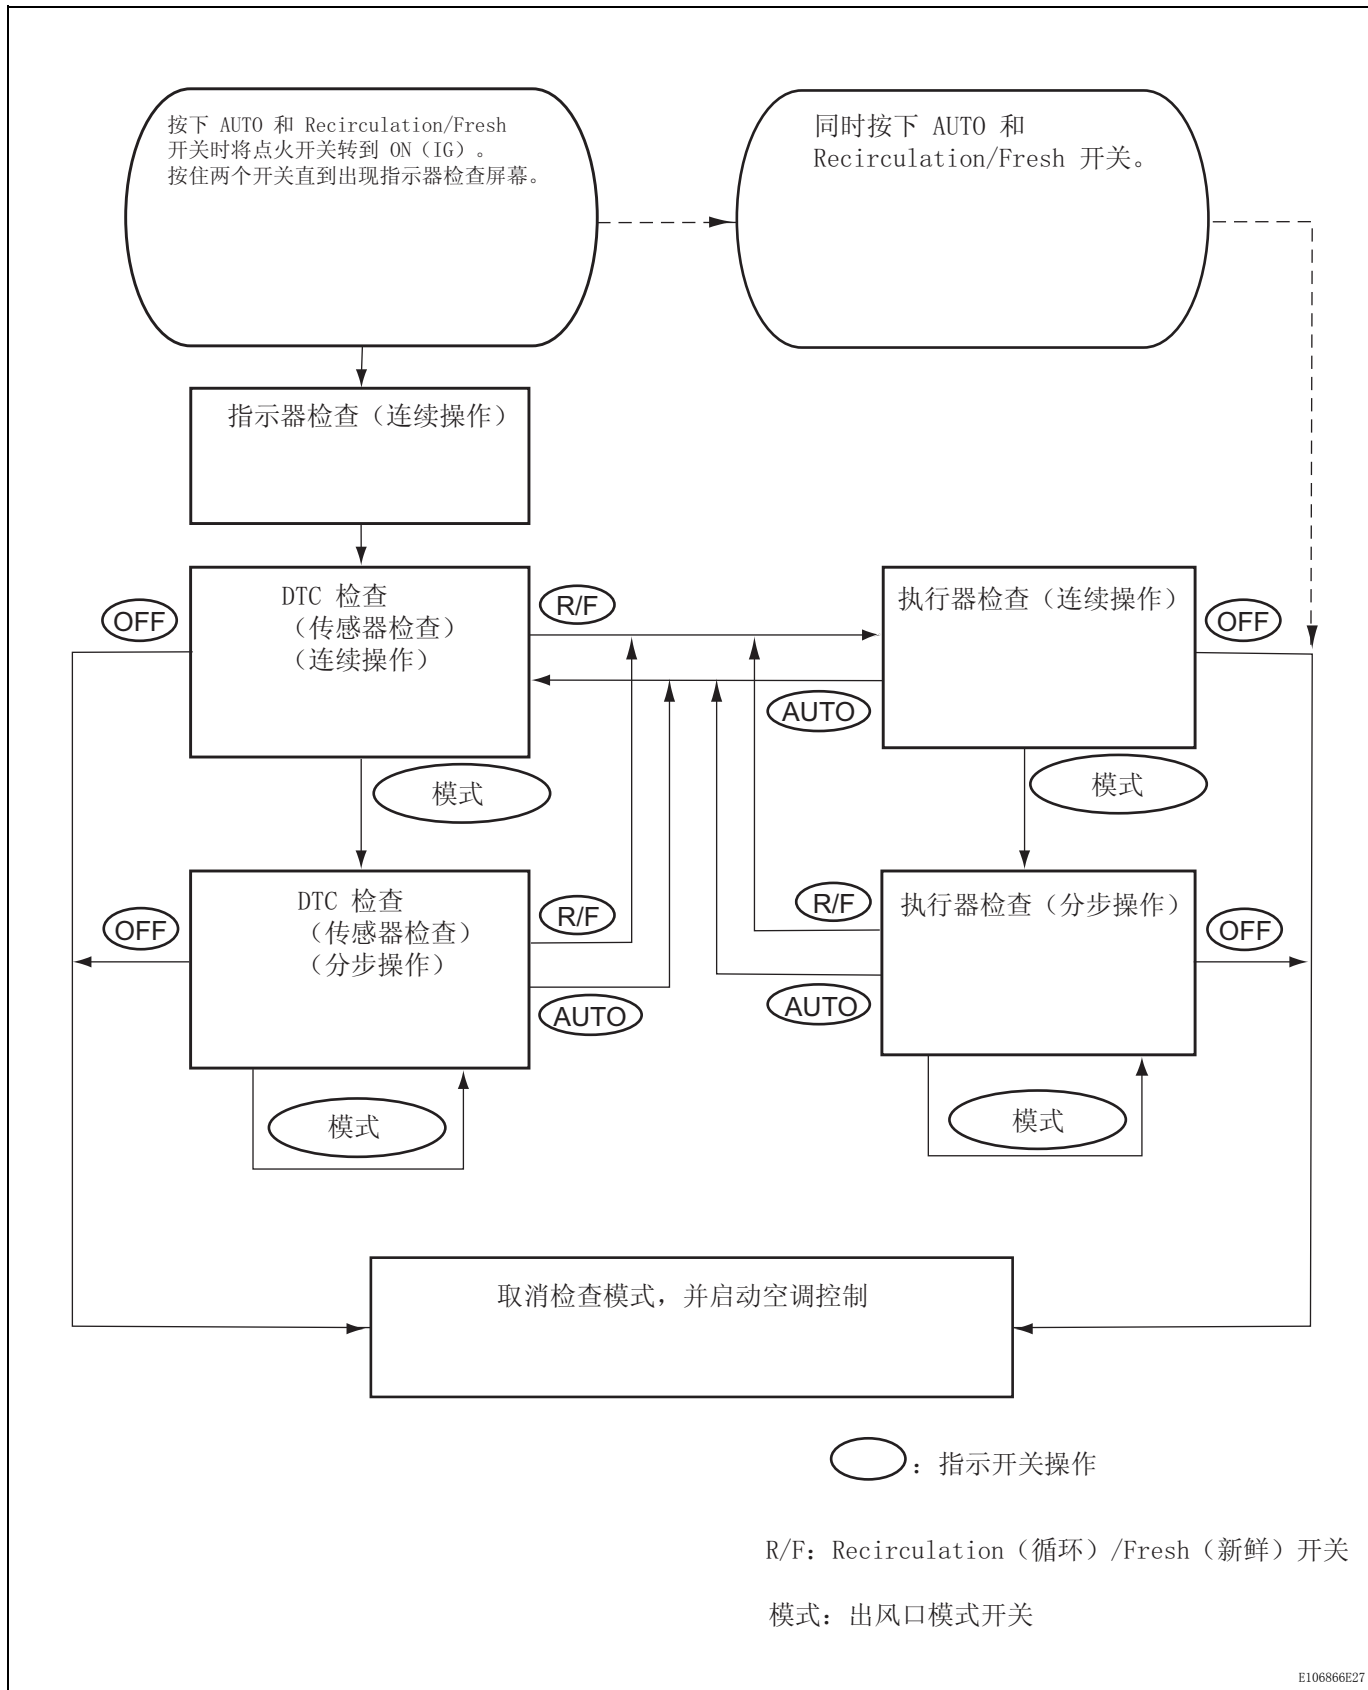 按下 AUTO 和 Recirculation/Fresh
开关时将点火开关转到 ON（IG）。
按住两个开关直到出现指示器检查屏幕。
同时按下 AUTO 和
Recirculation/Fresh 开关。
指示器检查（连续操作）
DTC 检查
（传感器检查）
（连续操作）
OFF
R/F
执行器检查（连续操作）
OFF
AUTO
模式
模式
DTC 检查
（传感器检查）
（分步操作）
OFF
R/F
AUTO
R/F
执行器检查（分步操作）
OFF
AUTO
模式
模式
取消检查模式，并启动空调控制
：指示开关操作
R/F：Recirculation（循环）/Fresh（新鲜）开关
模式：出风口模式开关
E106866E27